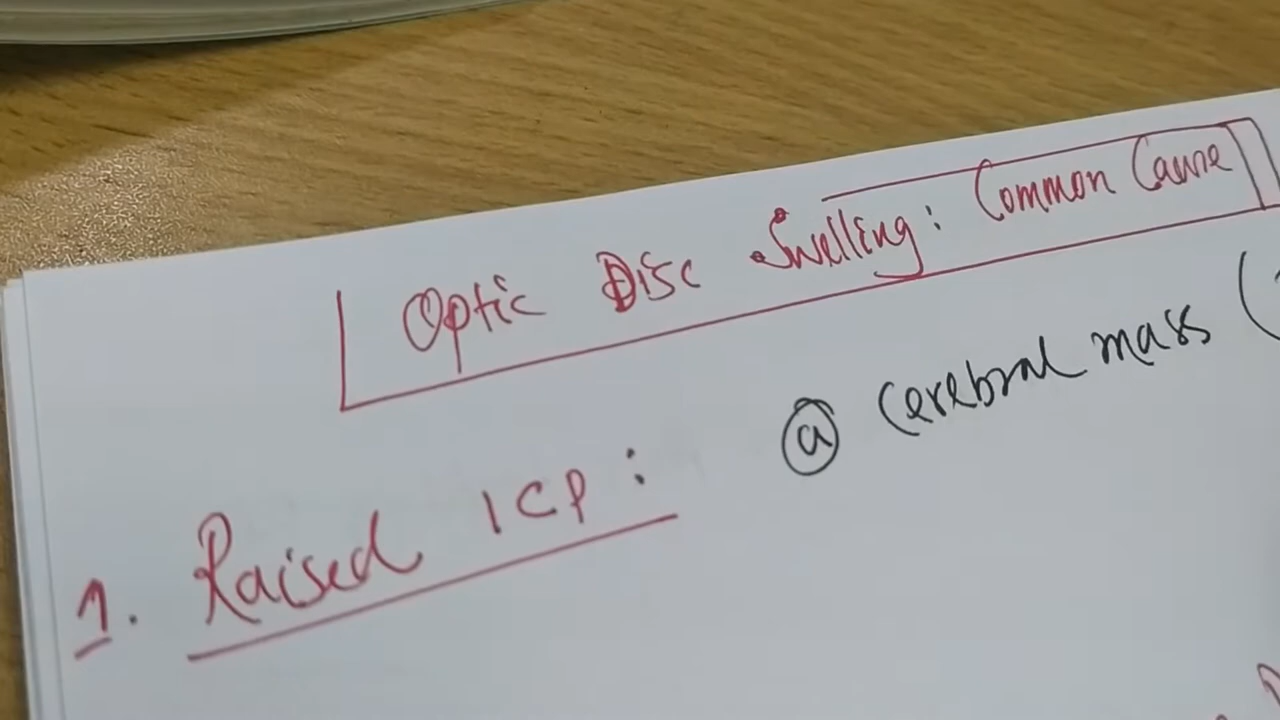 Optic Disc Swelling: Common Cause
@ Cerebral mass (
1. Raised ICP: